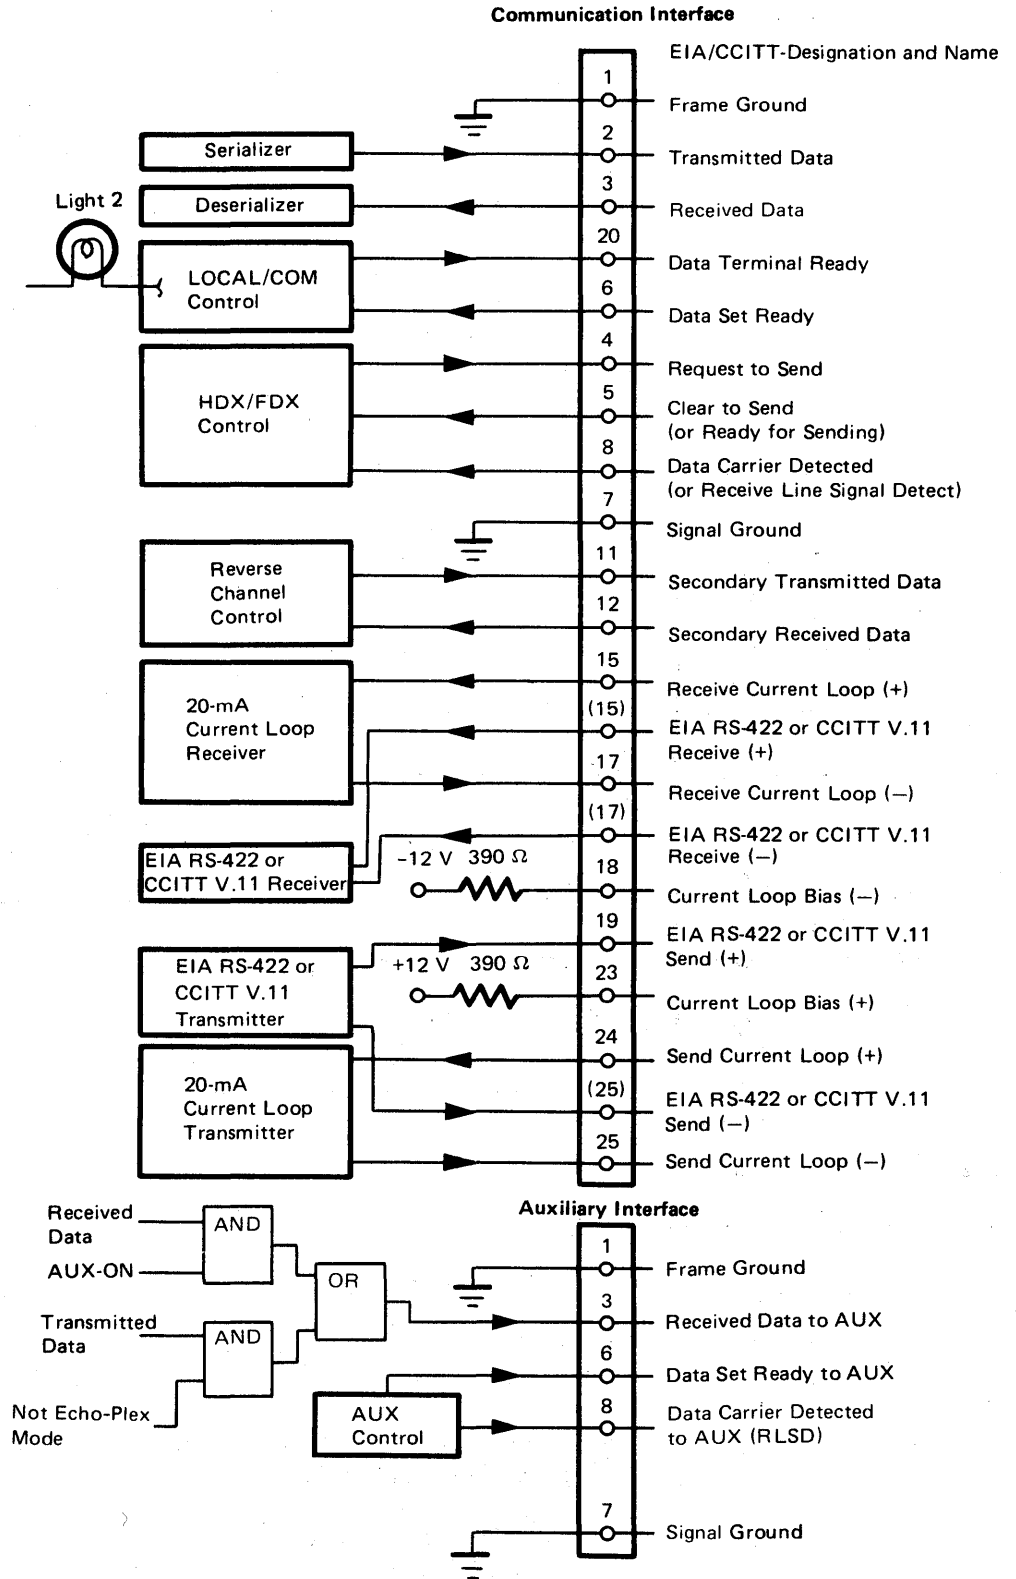 Communication Interface
EIA/CCITT-Designation and Name
1
Frame Ground
2
Serializer
Transmitted Data
3
Light 2
Deserializer
Received Data
20
LOCAL/COM
Control
Data Terminal Ready
6
Data Set Ready
4
Request to Send
HDX/FDX
Control
5
Clear to Send
(or Ready for Sending)
8
Data Carrier Detected
(or Receive Line Signal Detect)
7
Signal Ground
Reverse
Channel
Control
11
Secondary Transmitted Data
12
Secondary Received Data
15
Receive Current Loop (+)
20-mA
Current Loop
Receiver
(15)
EIA RS-422 or CCITT V.11
Receive (+)
17
Receive Current Loop (—)
(17)
EIA RS-422 or CCITT V.11
Receive (—)
EIA RS-422 or
CCITT V.11 Receiver
–12 V 390 Ω
18
Current Loop Bias (—)
19
EIA RS-422 or CCITT V.11
Send (+)
EIA RS-422 or
CCITT V.11
Transmitter
+12 V 390 Ω
23
Current Loop Bias (+)
24
Send Current Loop (+)
20-mA
Current Loop
Transmitter
(25)
EIA RS-422 or CCITT V.11
Send (—)
25
Send Current Loop (—)
Auxiliary Interface
Received
Data
AND
AUX-ON
OR
1
Frame Ground
3
Received Data to AUX
Transmitted
Data
AND
6
Data Set Ready to AUX
Not Echo-Plex
Mode
AUX
Control
8
Data Carrier Detected
to AUX (RLSD)
7
Signal Ground